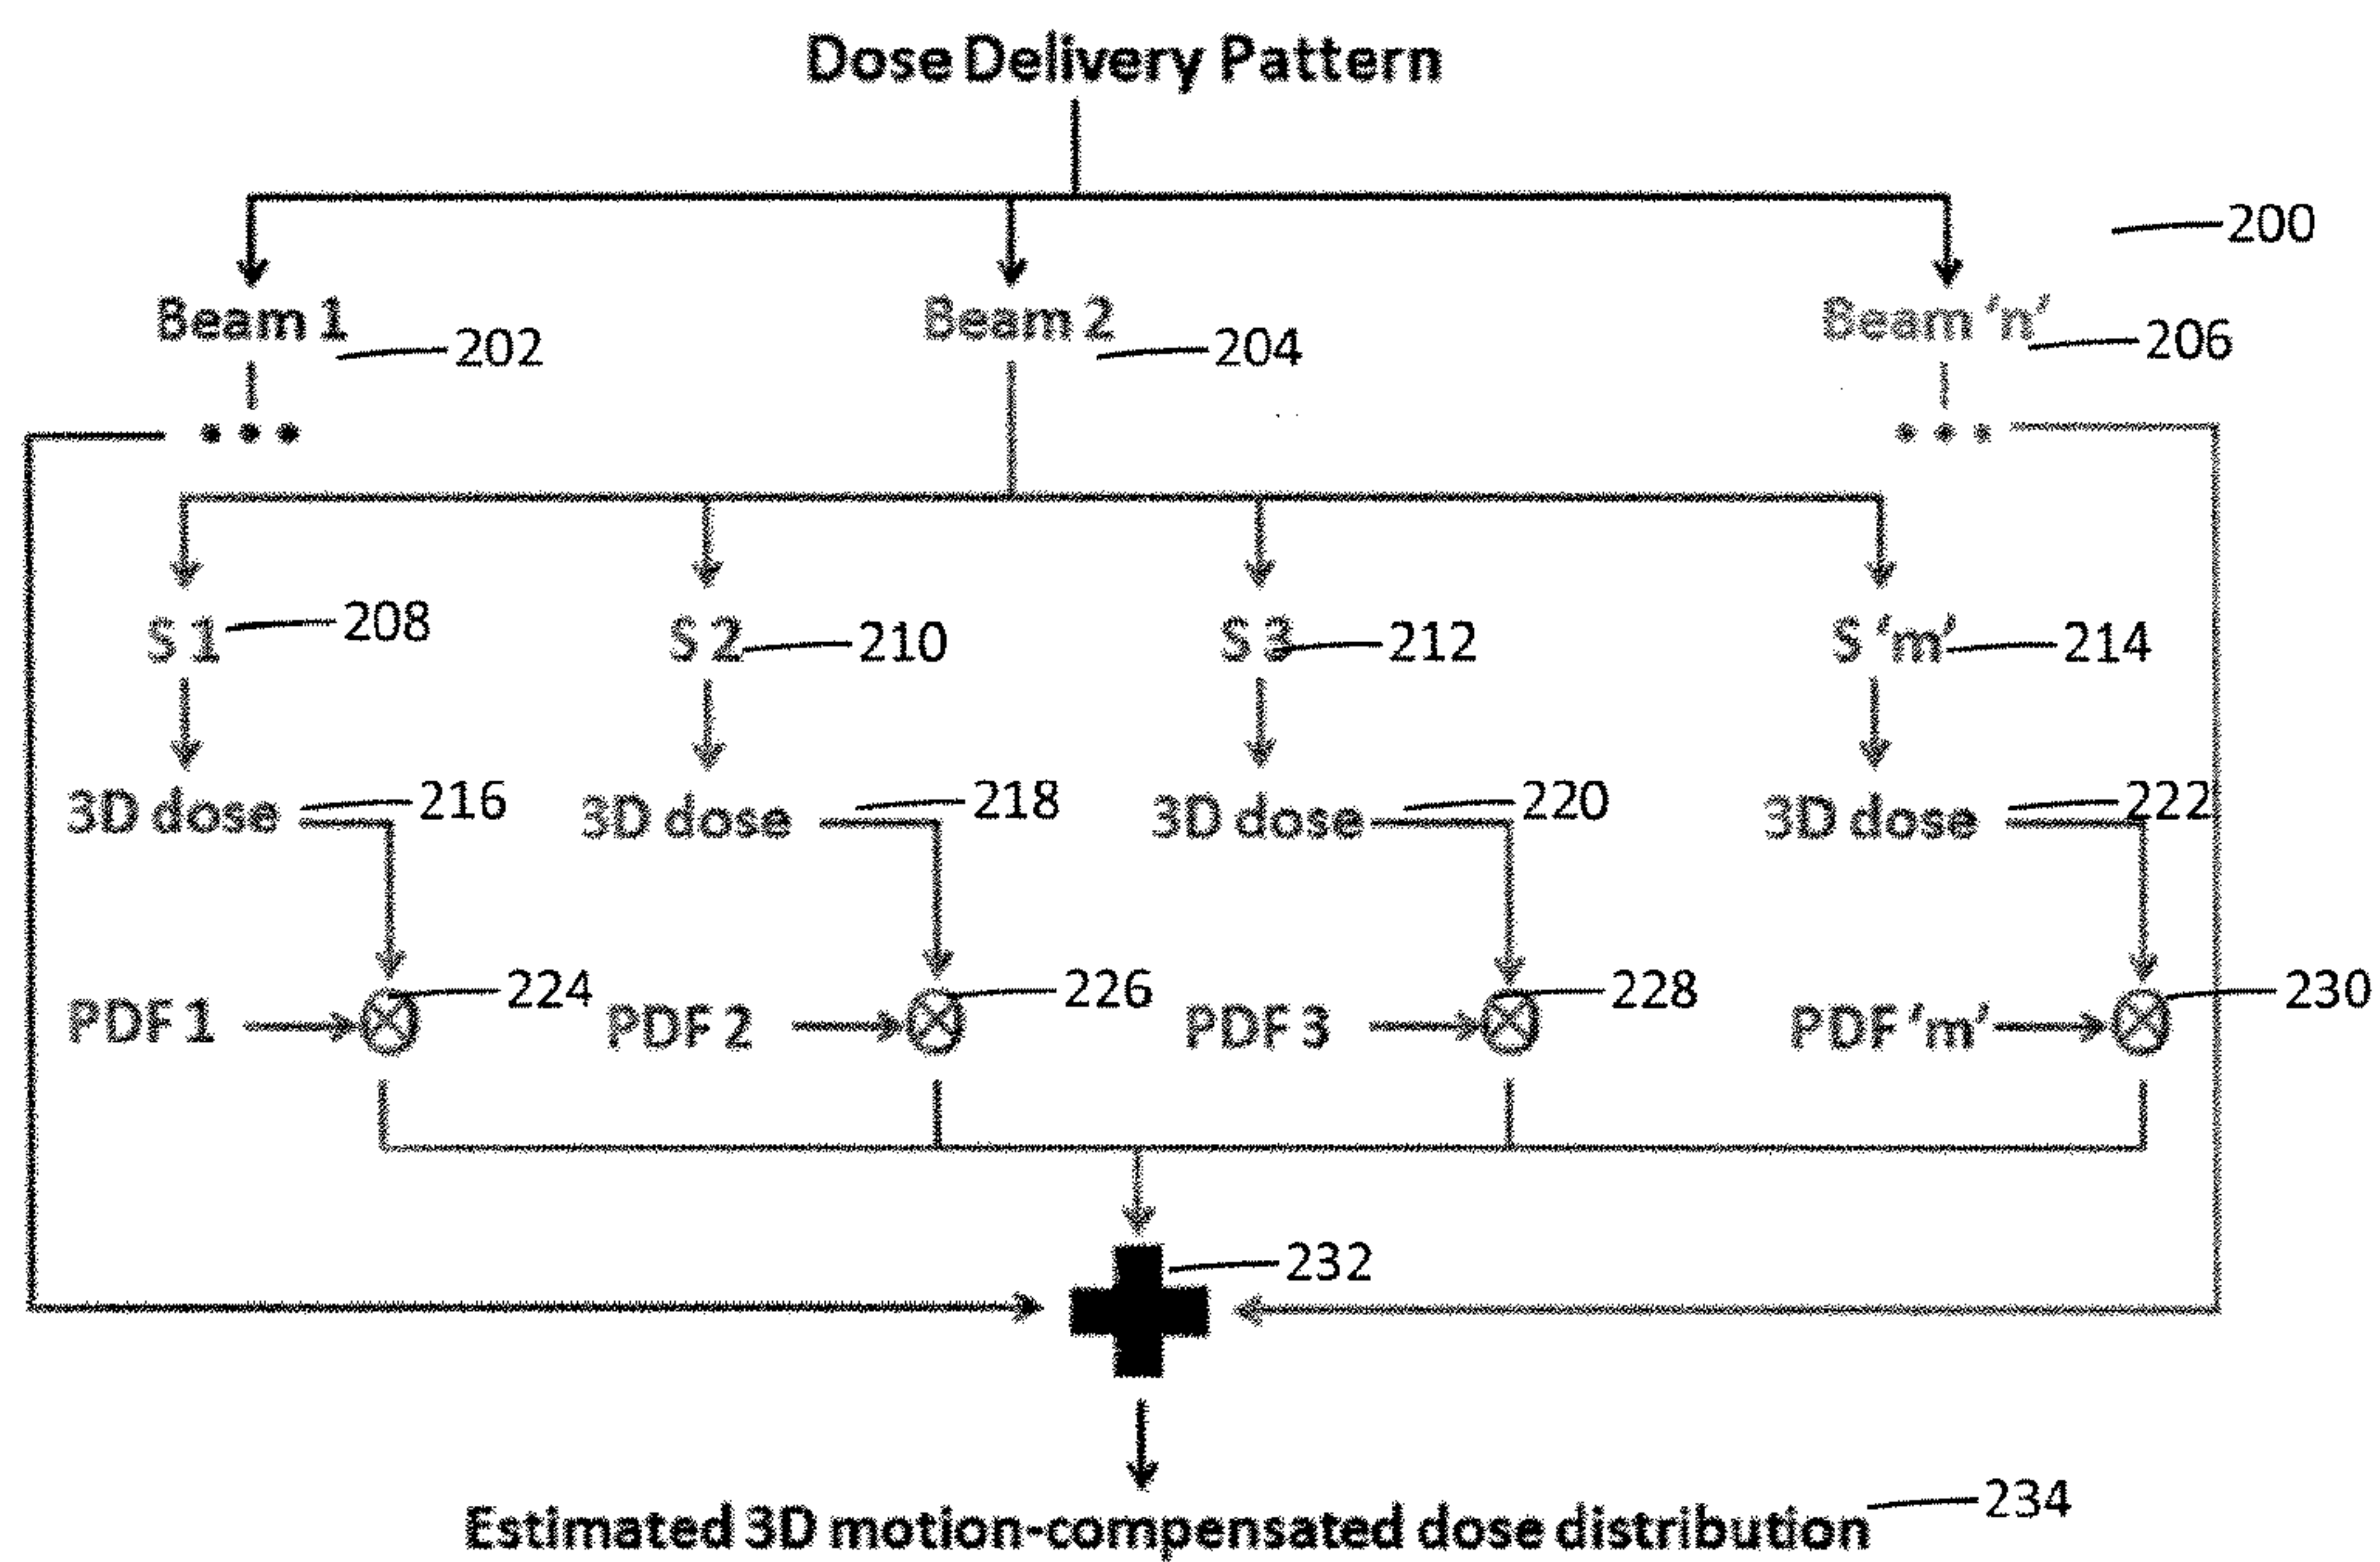 Dose Delivery Pattern
200
Beam 1
202
Beam 2
204
Beam 'n'
206
S 1
208
S 2
210
S 3
212
S 'm'
214
3D dose
216
3D dose
218
3D dose
220
3D dose
222
PDF 1
224
PDF 2
226
PDF 3
228
PDF 'm'
230
232
Estimated 3D motion-compensated dose distribution
234